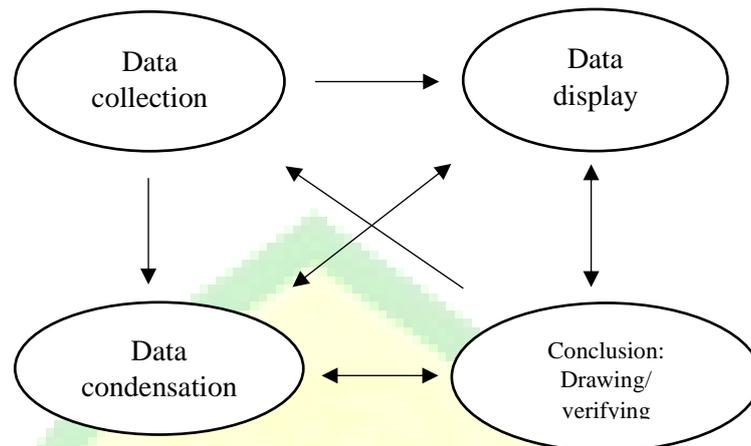 Data
collection
Data
display
Data
condensation
Conclusion:
Drawing/
verifying